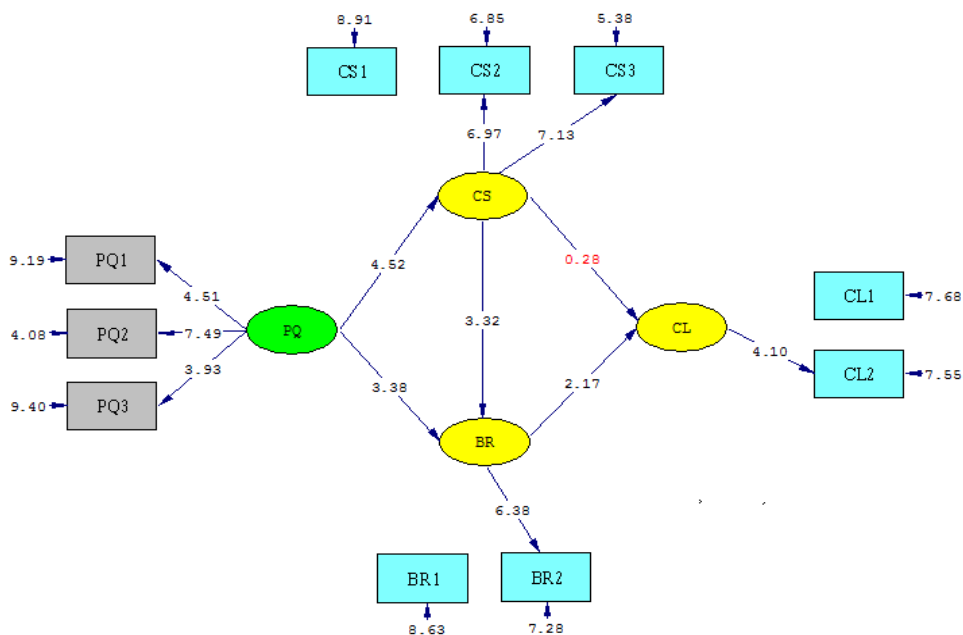 8.91
6.85
5.38
CS1
CS2
CS3
6.97
7.13
CS
9.19
PQ1
4.52
0.28
4.51
CL1
7.68
4.08
PQ2
7.49
PQ
3.32
CL
4.10
3.93
CL2
7.55
9.40
PQ3
3.38
2.17
BR
6.38
BR1
BR2
8.63
7.28